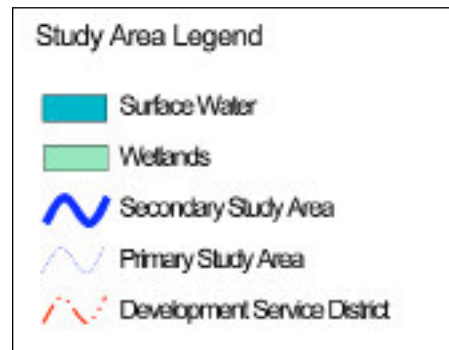 Study Area Legend
Surface Water
Wetlands
Secondary Study Area
Primary Study Area
Development Service District